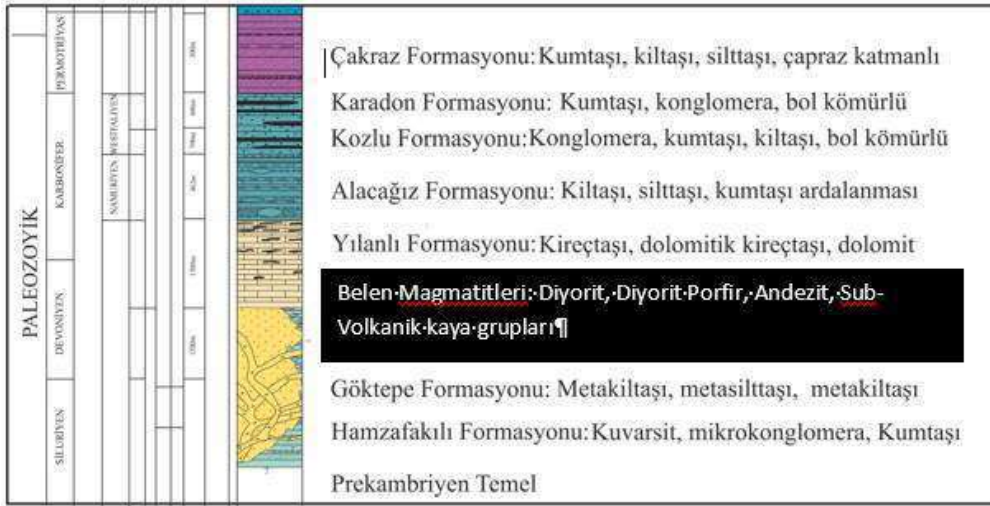 PALEOZOYİK
PERMOTRİYAS
KARBONİFER
DEVONİYEN
SİLURİYEN
WESTFALİYEN
NAMURİYEN
Çakraz Formasyonu: Kumtaşı, kiltaşı, silttaşı, çapraz katmanlı
Karadon Formasyonu: Kumtaşı, konglomera, bol kömürlü
Kozlu Formasyonu:Konglomera, kumtaşı, kiltaşı, bol kömürlü
Alacağız Formasyonu: Kiltaşı, silttaşı, kumtaşı ardalanması
Yılanlı Formasyonu: Kireçtaşı, dolomitik kireçtaşı, dolomit
Belen·Magmatitleri:·Diyorit,·Diyorit·Porfir,·Andezit,·Sub-
Volkanik·kaya·grupları¶
Göktepe Formasyonu: Metakiltaşı, metasilttaşı, metakiltaşı
Hamzafakılı Formasyonu: Kuvarsit, mikrokonglomera, Kumtaşı
Prekambriyen Temel